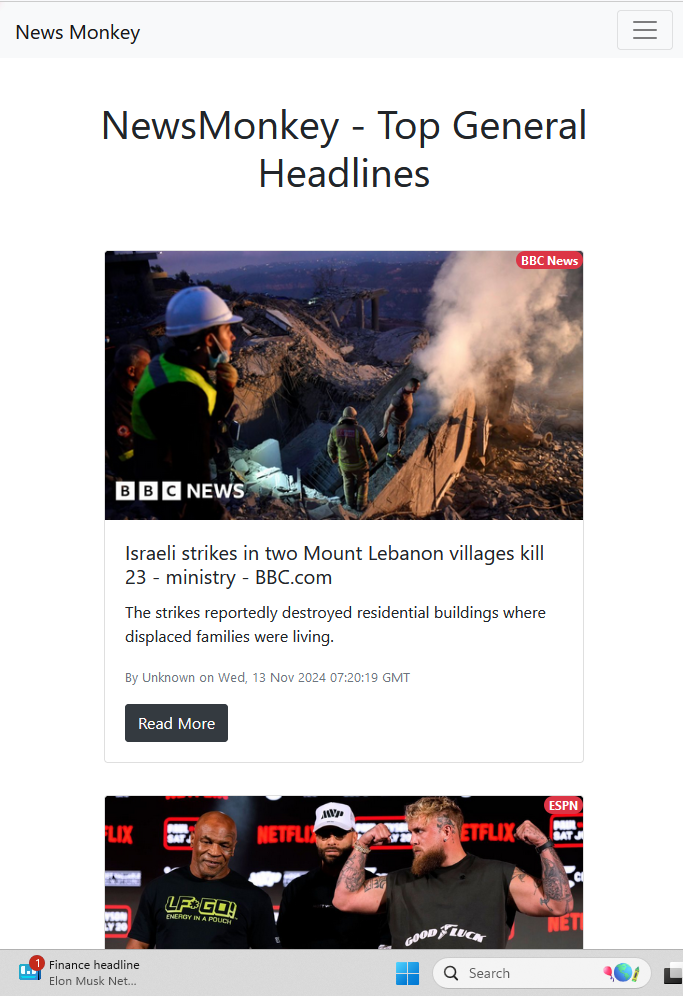 News Monkey
NewsMonkey - Top General
Headlines
BBC News
BBC NEWS
Israeli strikes in two Mount Lebanon villages kill
23 - ministry - BBC.com
The strikes reportedly destroyed residential buildings where
displaced families were living.
By Unknown on Wed, 13 Nov 2024 07:20:19 GMT
Read More
ESPN
NETFLIX
MVP
LF*GO!
ENERGY IN A POUCH
GOOD LUCK
1
Finance headline
Elon Musk Net...
Search